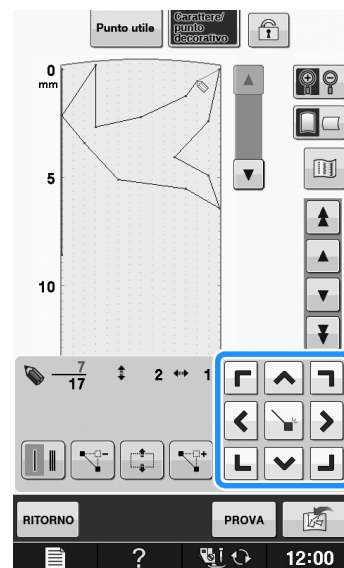 Punto utile
Carattere/
punto
decorativo
0
mm
5
10
7
17
2
1
RITORNO
PROVA
?
12:00